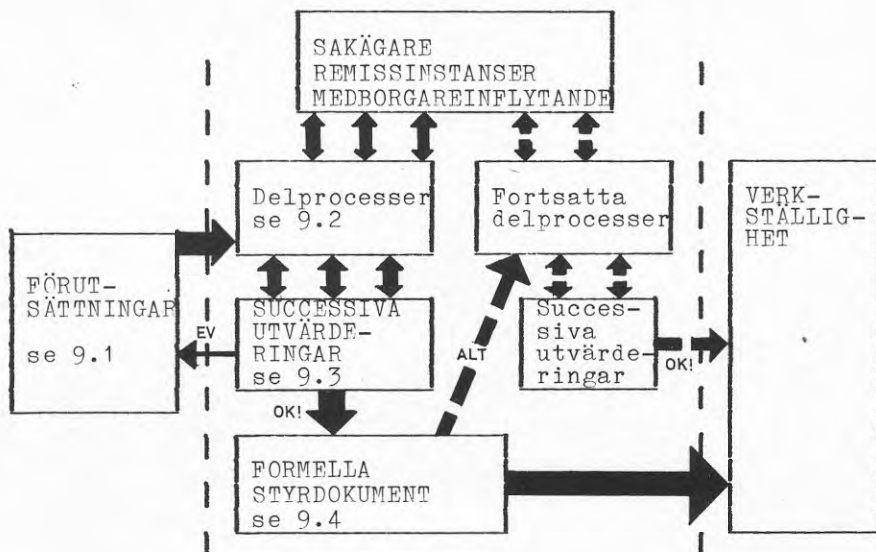 SAKÄGARE
REMISSINSTANSER
MEDBORGAREINFLYTANDE
Delprocesser
se 9.2
Fortsatta
delprocesser
VERK-
STÄLLIG-
HET
FÖRUT-
SÄTTNINGAR
se 9.1
EV
SUCCESSIVA
UTVÄRDE-
RINGAR
se 9.3
ALT
Succes-
siva
utvärde-
ringar
OK!
OK!
FORMELLA
STYRDOKUMENT
se 9.4